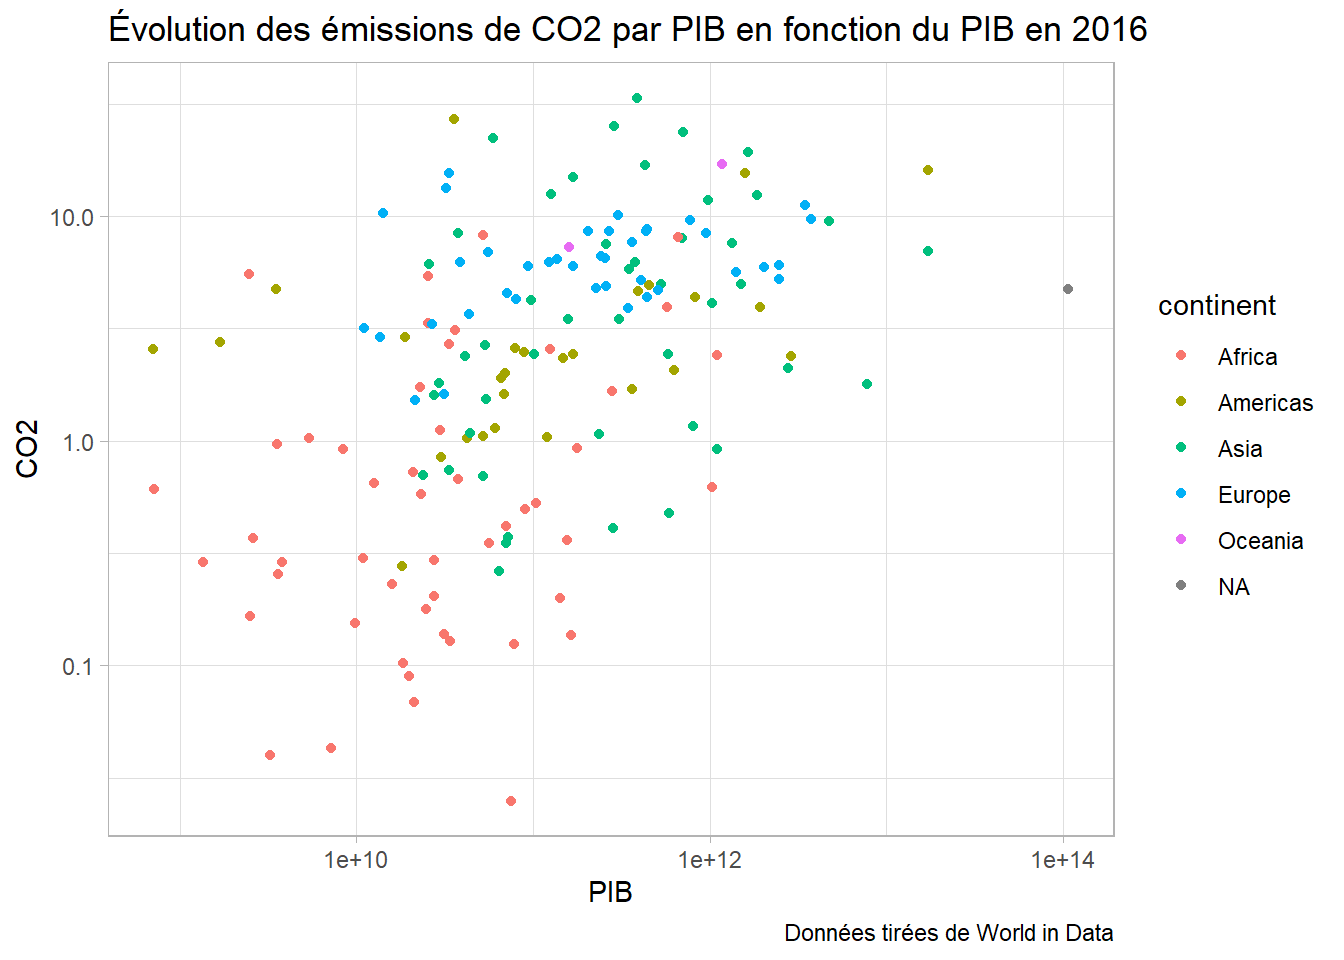 Évolution des émissions de CO2 par PIB en fonction du PIB en 2016
CO2
10.0
1.0
0.1
1e+10
1e+12
1e+14
PIB
continent
Africa
Americas
Asia
Europe
Oceania
NA
Données tirées de World in Data